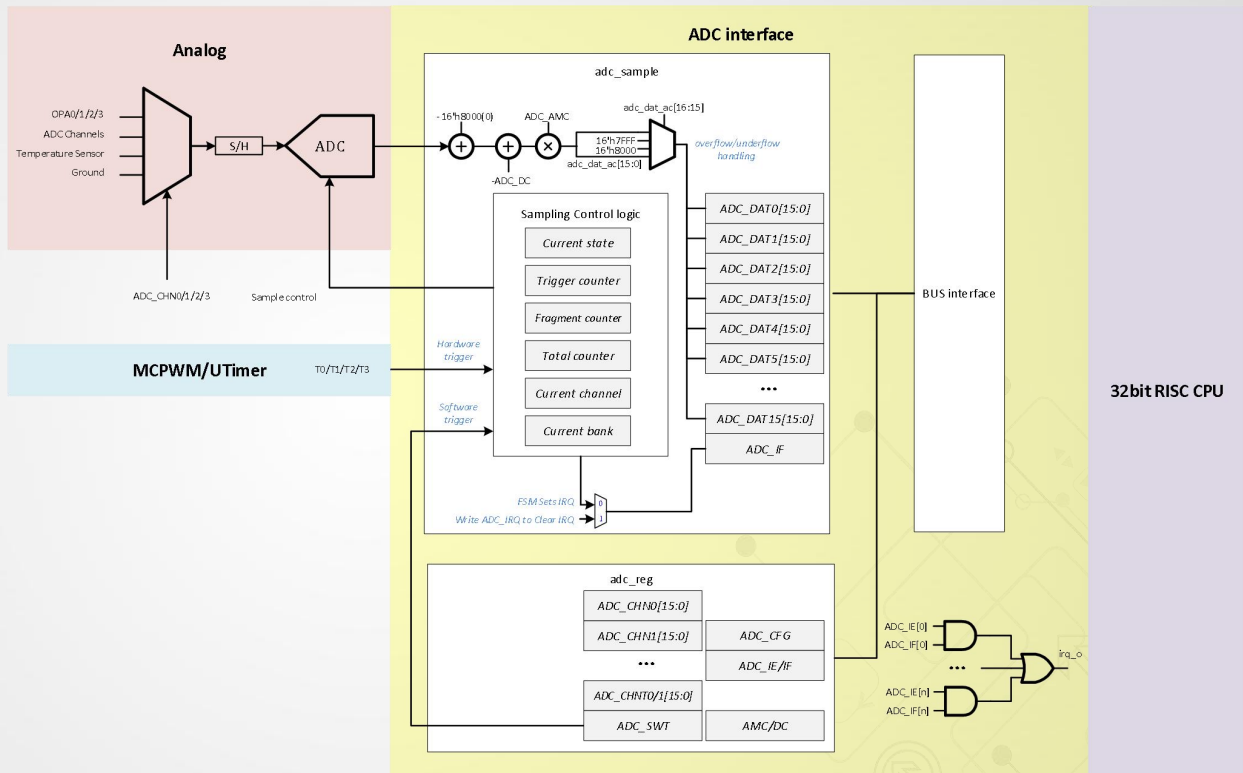 Analog
ADC interface
adc_sample
OPA0/1/2/3
ADC Channels
Temperature Sensor
Ground
S/H
ADC
-16'h8000(0)
ADC_AMC
-ADC_DC
adc_dat_ac[16:15]
16'h7FFF
16'h8000
adc_dat_ac[15:0]
overflow/underflow
handling
Sampling Control logic
Current state
Trigger counter
Fragment counter
Total counter
Current channel
Current bank
ADC_DAT0[15:0]
ADC_DAT1[15:0]
ADC_DAT2[15:0]
ADC_DAT3[15:0]
ADC_DAT4[15:0]
ADC_DAT5[15:0]
...
ADC_DAT15[15:0]
ADC_IF
ADC_CHN0/1/2/3
Sample control
MCPWM/UTimer
T0/T1/T2/T3
Hardware
trigger
Software
trigger
FSM Sets IRQ
0
Write ADC_IRQ to Clear IRQ
1
BUS interface
32bit RISC CPU
adc_reg
ADC_CHN0[15:0]
ADC_CHN1[15:0]
...
ADC_CHNT0/1[15:0]
ADC_SWT
ADC_CFG
ADC_IE/IF
AMC/DC
ADC_IE[0]
ADC_IF[0]
...
ADC_IE[n]
ADC_IF[n]
irq_o